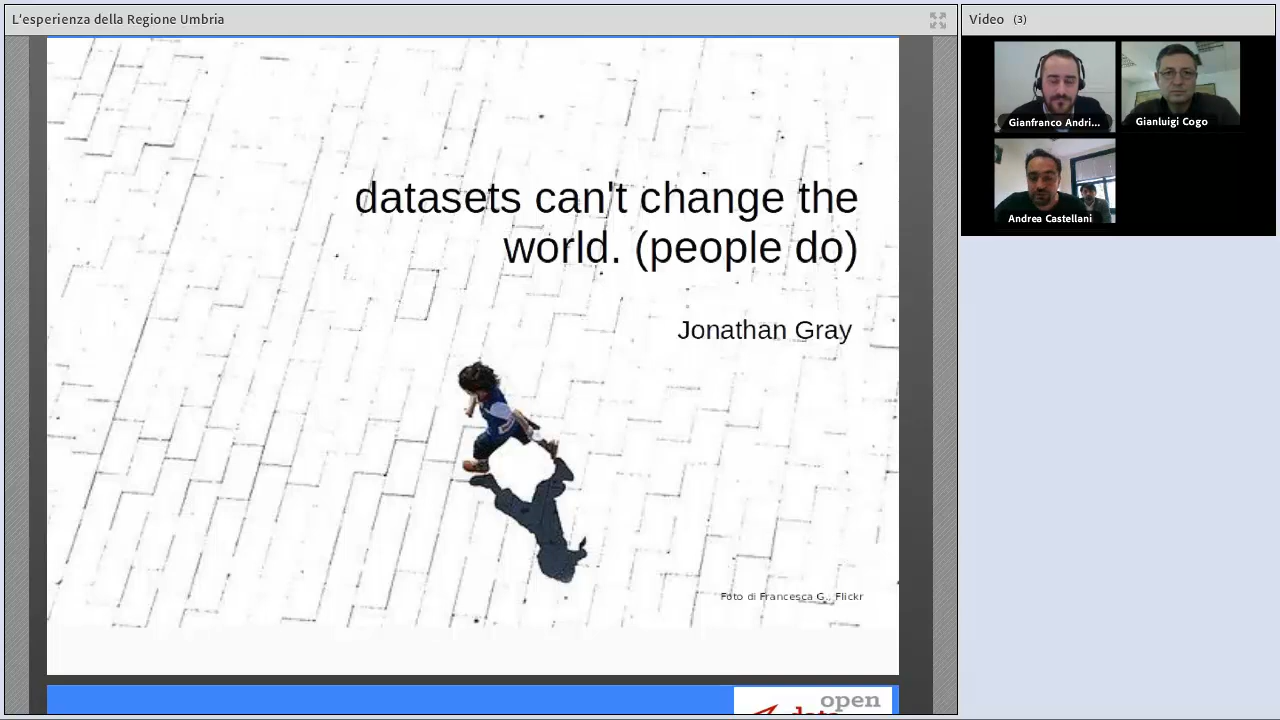 L'esperienza della Regione Umbria
Video (3)
Gianfranco Andri...
Gianluigi Cogo
Andrea Castellani
datasets can't change the
world. (people do)
Jonathan Gray
Foto di Francesca G., Flickr
open
data